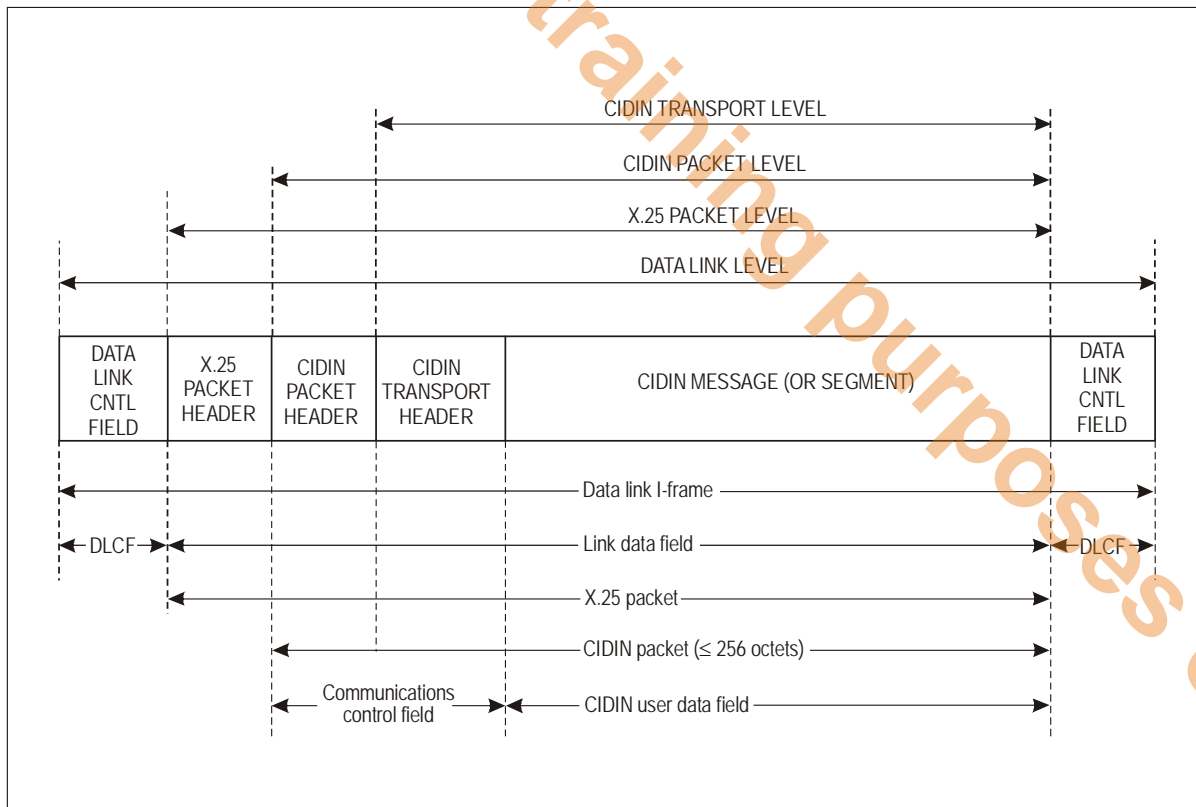 training purposes
CIDIN TRANSPORT LEVEL
CIDIN PACKET LEVEL
X.25 PACKET LEVEL
DATA LINK LEVEL
DATA
LINK
CNTL
FIELD
X.25
PACKET
HEADER
CIDIN
PACKET
HEADER
CIDIN
TRANSPORT
HEADER
CIDIN MESSAGE (OR SEGMENT)
DATA
LINK
CNTL
FIELD
Data link I-frame
DLCF
Link data field
DLCF
X.25 packet
CIDIN packet (≤ 256 octets)
Communications
control field
CIDIN user data field